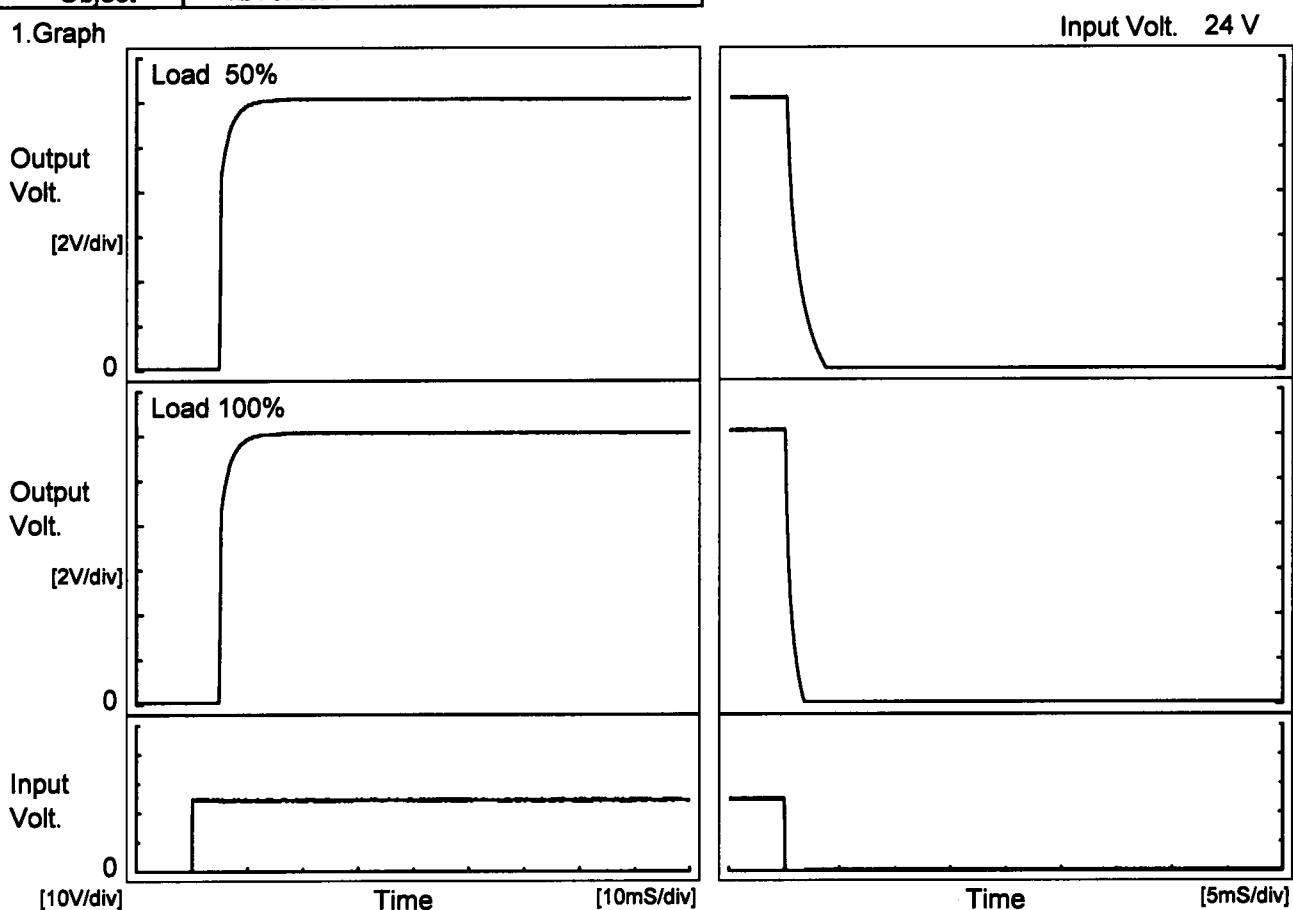 Object
1.Graph
Input Volt. 24 V
Load 50%
Output
Volt.
[2V/div]
0
Load 100%
Output
Volt.
[2V/div]
0
Input
Volt.
0
[10V/div]
Time
[10mS/div]
Time
[5mS/div]